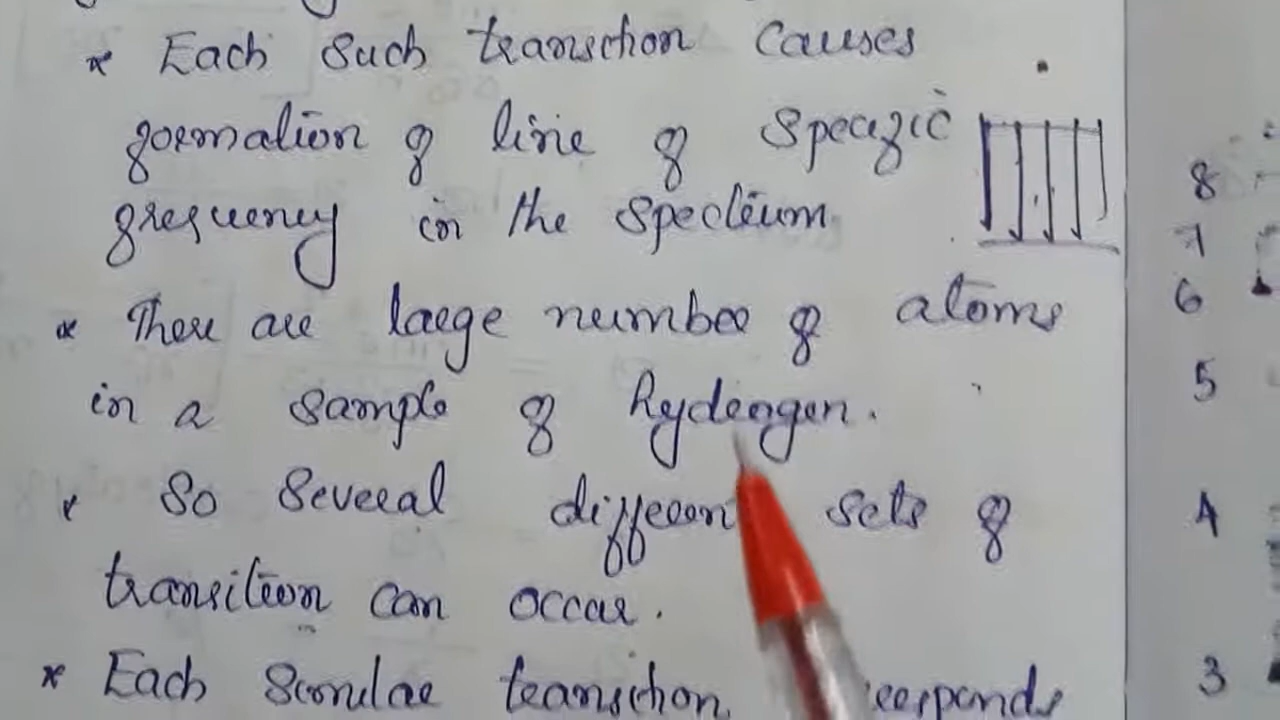 * Each such transition causes
formation of line of specific
frequency in the spectrum
* There are large number of atoms
in a sample of hydrogen.
* So several different sets of
transition can occur.
* Each transition
8
7
6
5
4
3